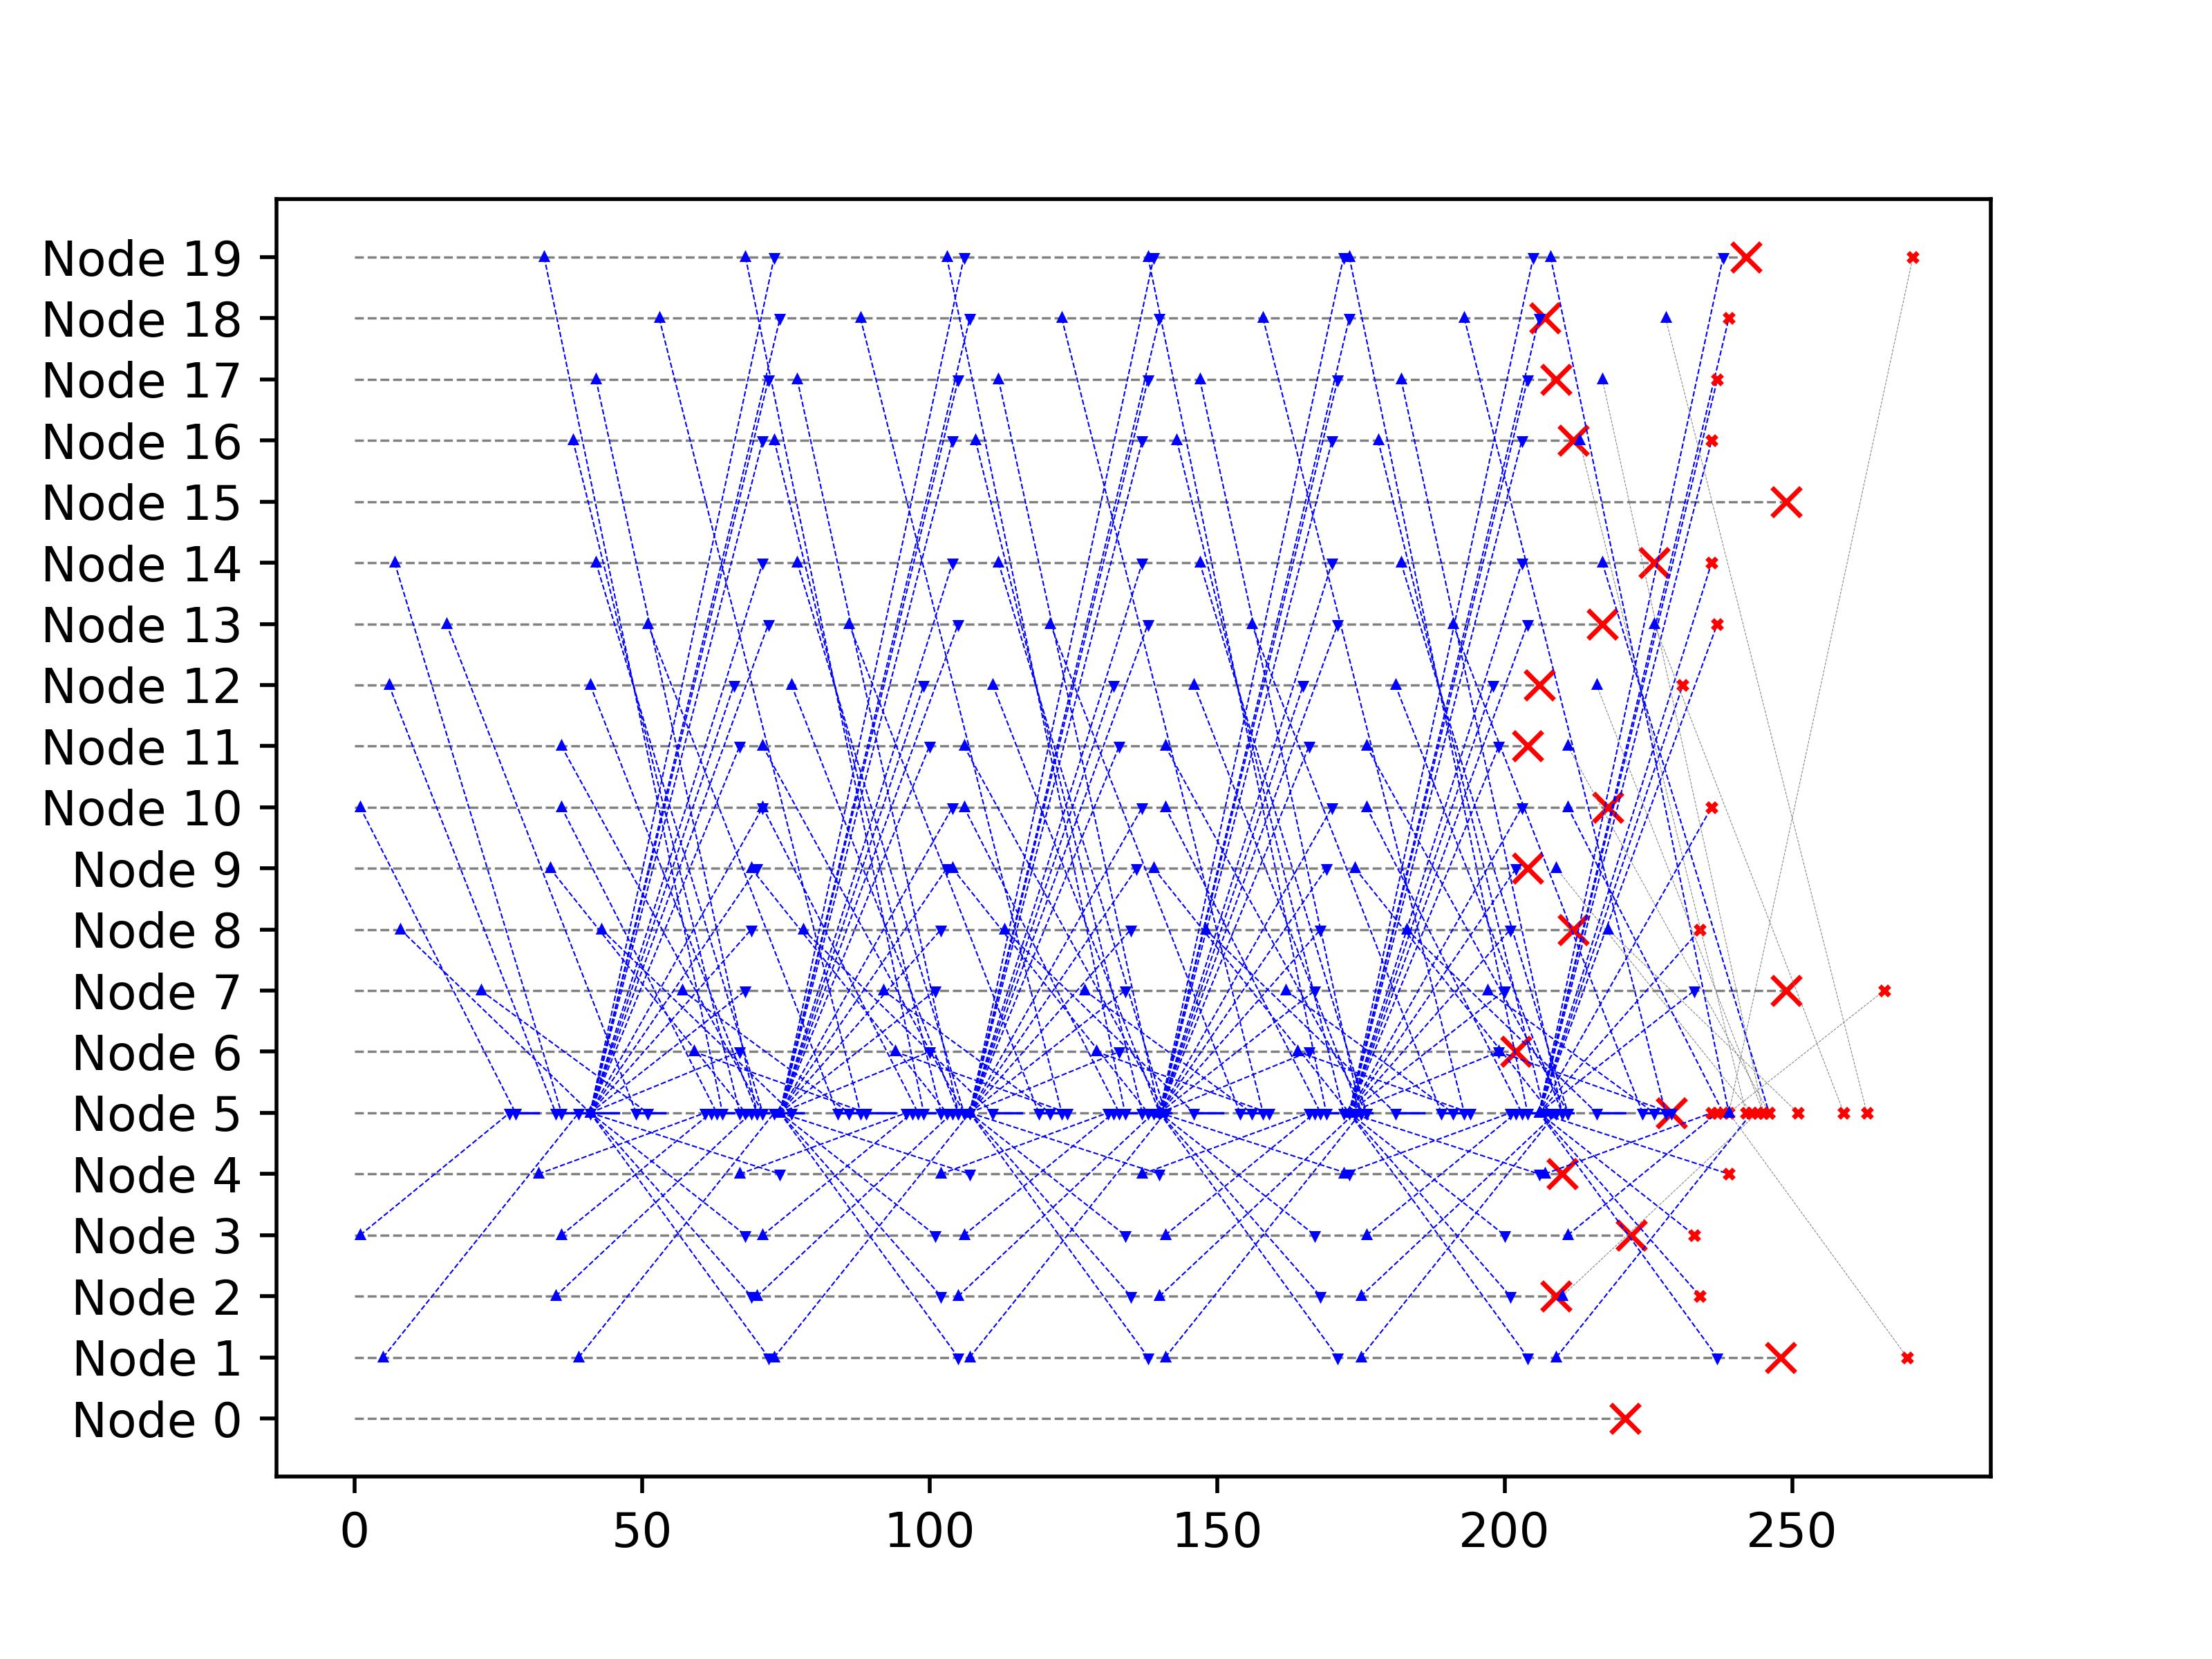 Node 19
Node 18
Node 17
Node 16
Node 15
Node 14
Node 13
Node 12
Node 11
Node 10
Node 9
Node 8
Node 7
Node 6
Node 5
Node 4
Node 3
Node 2
Node 1
Node 0
0 50 100 150 200 250